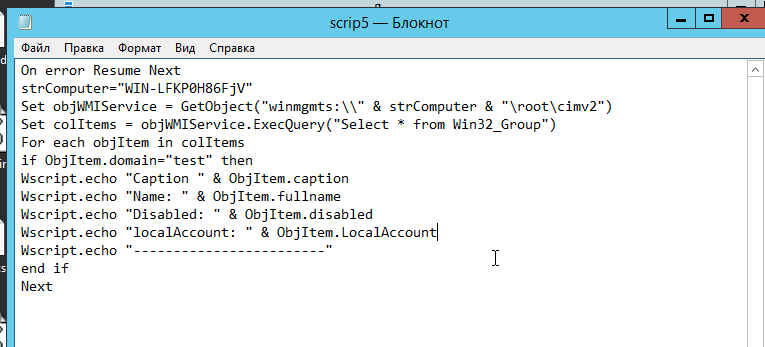 scrip5 — Блокнот
Файл Правка Формат Вид Справка
On error Resume Next
strComputer="WIN-LFKP0H86FjV"
Set objWMIService = GetObject("winmgmts:\\" & strComputer & "\root\cimv2")
Set colItems = objWMIService.ExecQuery("Select * from Win32_Group")
For each objItem in colItems
if ObjItem.domain="test" then
Wscript.echo "Caption " & ObjItem.caption
Wscript.echo "Name: " & ObjItem.fullname
Wscript.echo "Disabled: " & ObjItem.disabled
Wscript.echo "localAccount: " & ObjItem.LocalAccount
Wscript.echo "------------------------"
end if
Next